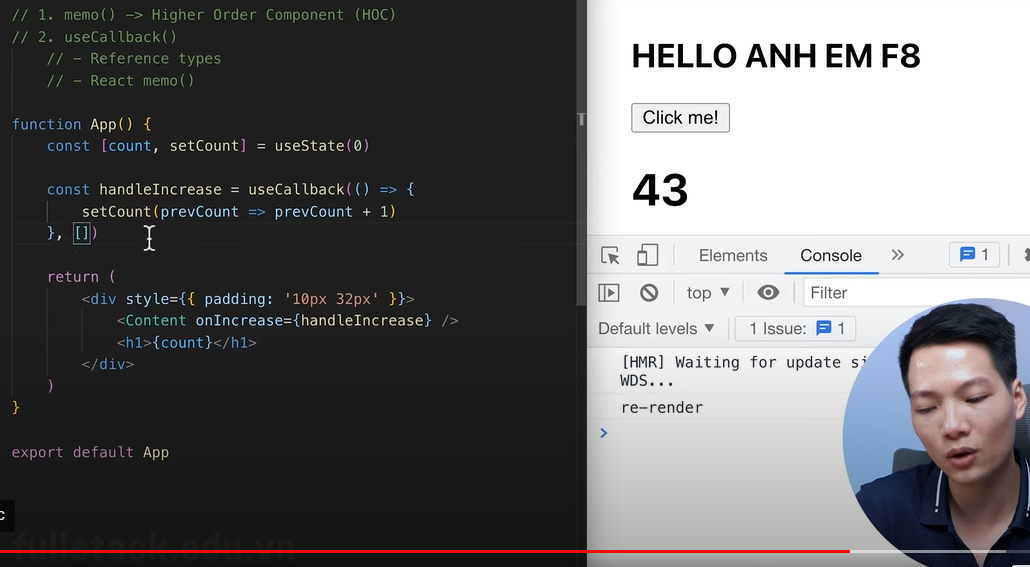 // 1. memo() -> Higher Order Component (HOC)
// 2. useCallback()
// - Reference types
// - React memo()
function App() {
const [count, setCount] = useState(0)
const handleIncrease = useCallback(() => {
setCount(prevCount => prevCount + 1)
}, [])
return (
<div style={{ padding: '10px 32px' }}>
<Content onIncrease={handleIncrease} />
<h1>{count}</h1>
</div>
)
}
export default App
fullstack.edu.vn
HELLO ANH EM F8
Click me!
43
Elements Console » 1
top ▼ Filter
Default levels ▼ 1 Issue: 1
[HMR] Waiting for update
WDS...
re-render
>